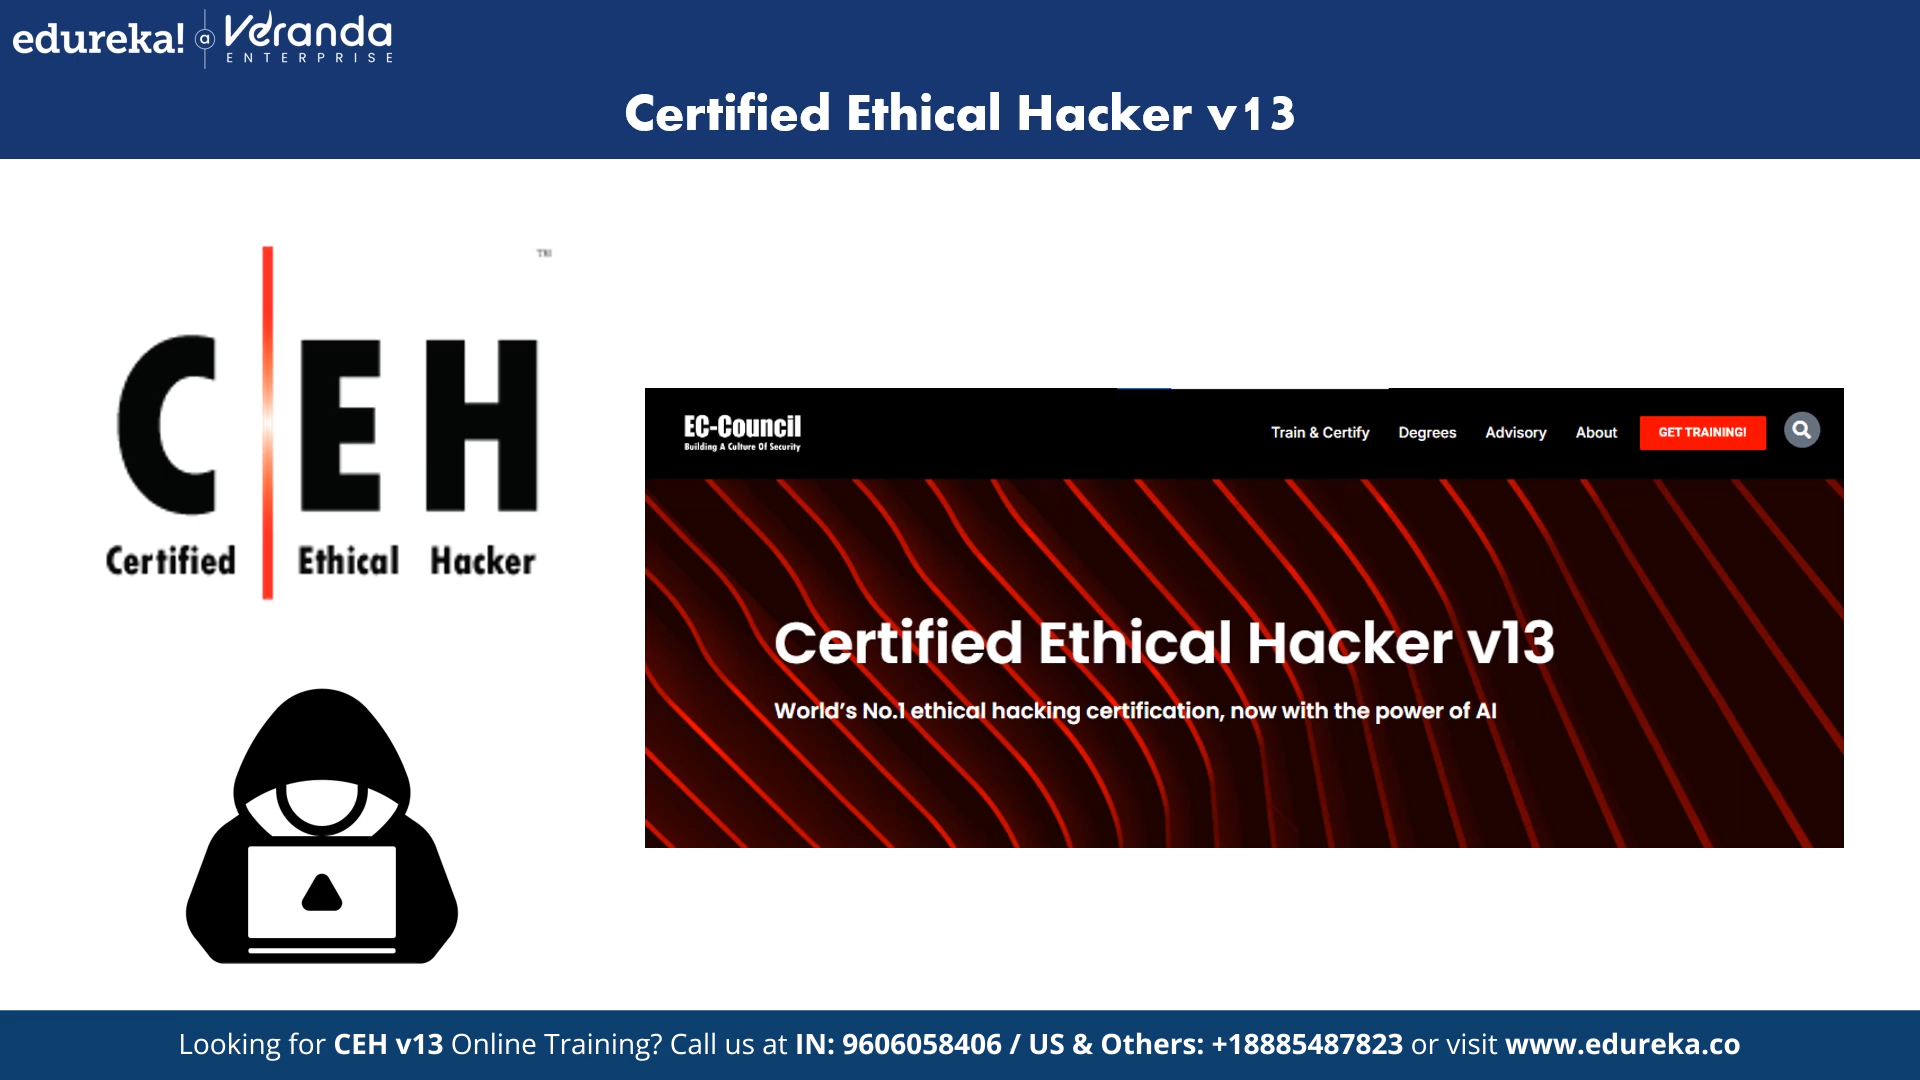 edureka! a Veranda
ENTERPRISE
Certified Ethical Hacker v13
TM
C EH
Certified Ethical Hacker
EC-Council
Building A Culture Of Security
Train & Certify Degrees Advisory About GET TRAINING!
Certified Ethical Hacker v13
World's No.1 ethical hacking certification, now with the power of AI
Looking for CEH v13 Online Training? Call us at IN: 9606058406 / US & Others: +18885487823 or visit www.edureka.co